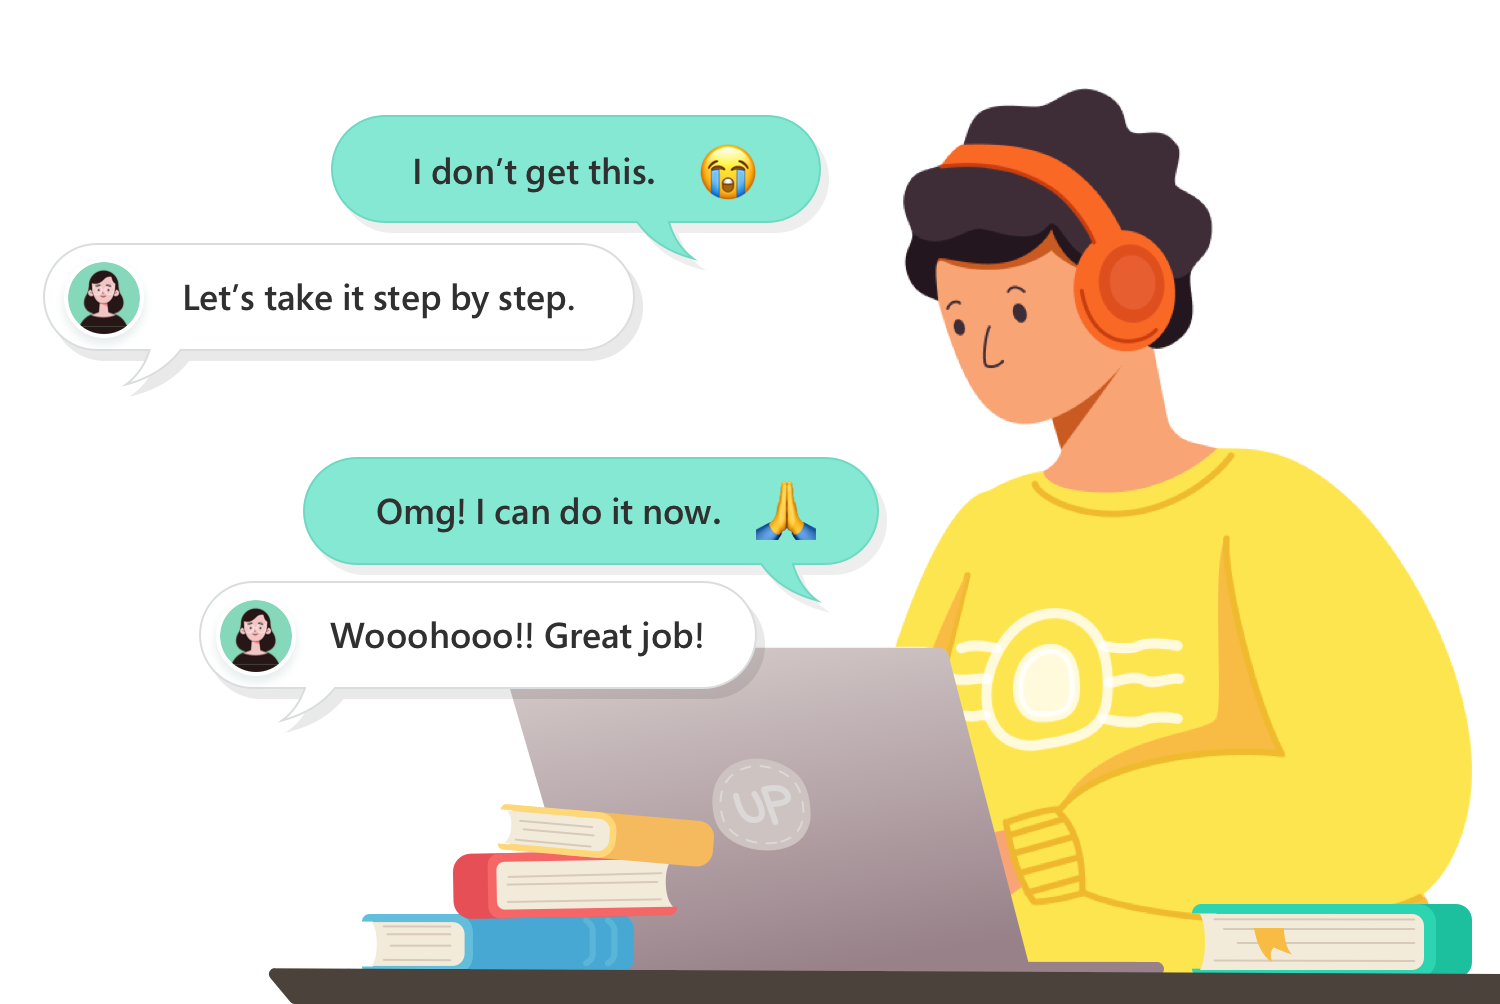 I don’t get this. 😭
Let’s take it step by step.
Omg! I can do it now. 🙏
Wooohooo!! Great job!
UP